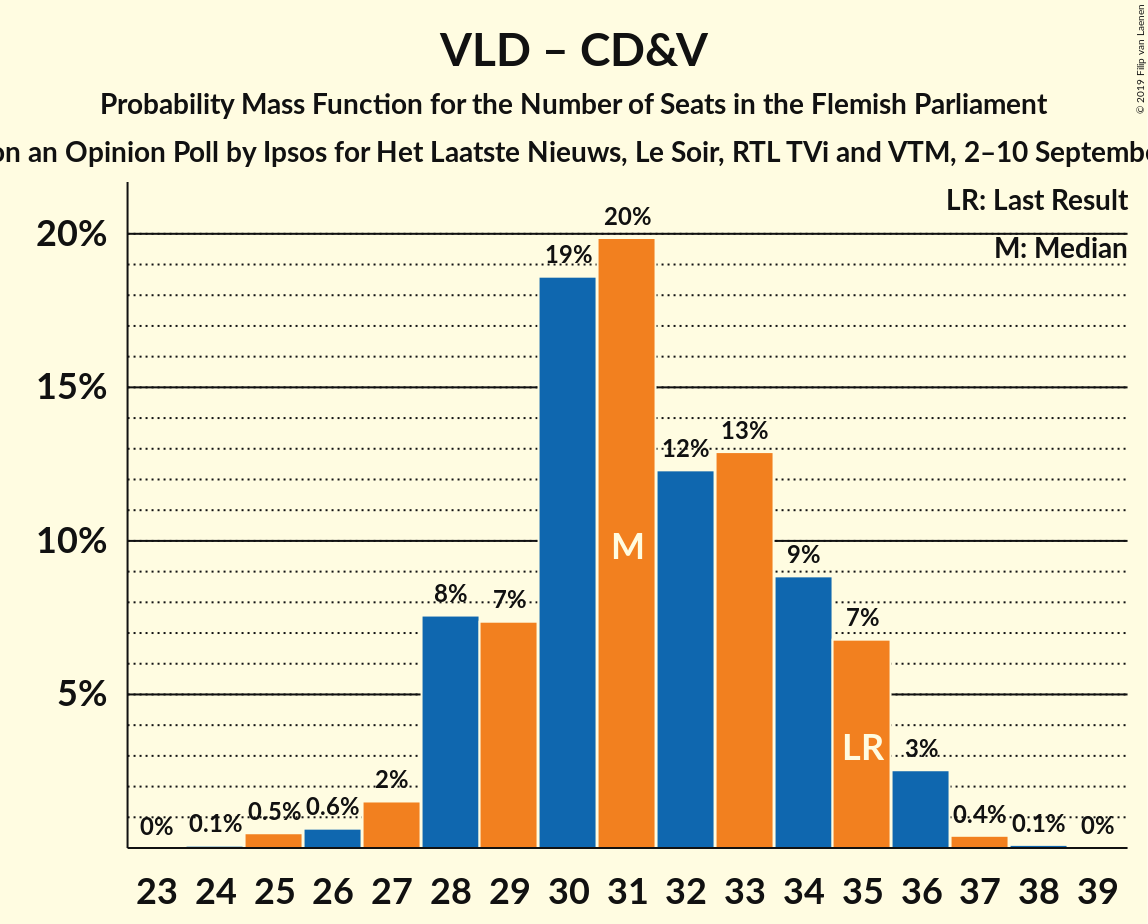 VLD – CD&V
Probability Mass Function for the Number of Seats in the Flemish Parliament
on an Opinion Poll by Ipsos for Het Laatste Nieuws, Le Soir, RTL TVi and VTM, 2–10 Septembe
© 2019 Filip van Laenen
LR: Last Result
M: Median
20%
15%
10%
5%
0% 0.1% 0.5% 0.6% 2% 8% 7% 19% 20% 12% 13% 9% 7% 3% 0.4% 0.1% 0%
M
LR
23 24 25 26 27 28 29 30 31 32 33 34 35 36 37 38 39